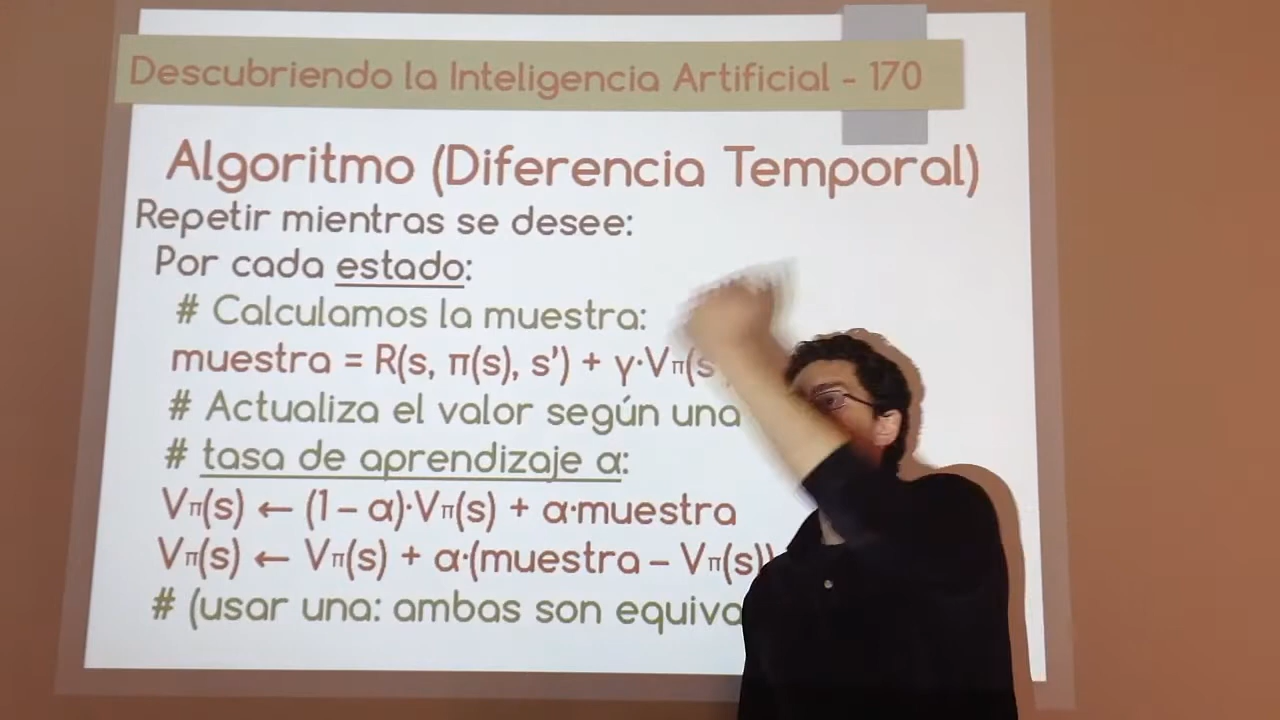 Descubriendo la Inteligencia Artificial - 170
Algoritmo (Diferencia Temporal)
Repetir mientras se desee:
Por cada estado:
# Calculamos la muestra:
muestra = R(s, π(s), s') + γ·Vπ(s
# Actualiza el valor según una
# tasa de aprendizaje α:
Vπ(s) ← (1 – α)·Vπ(s) + α·muestra
Vπ(s) ← Vπ(s) + α·(muestra – Vπ(s))
# (usar una: ambas son